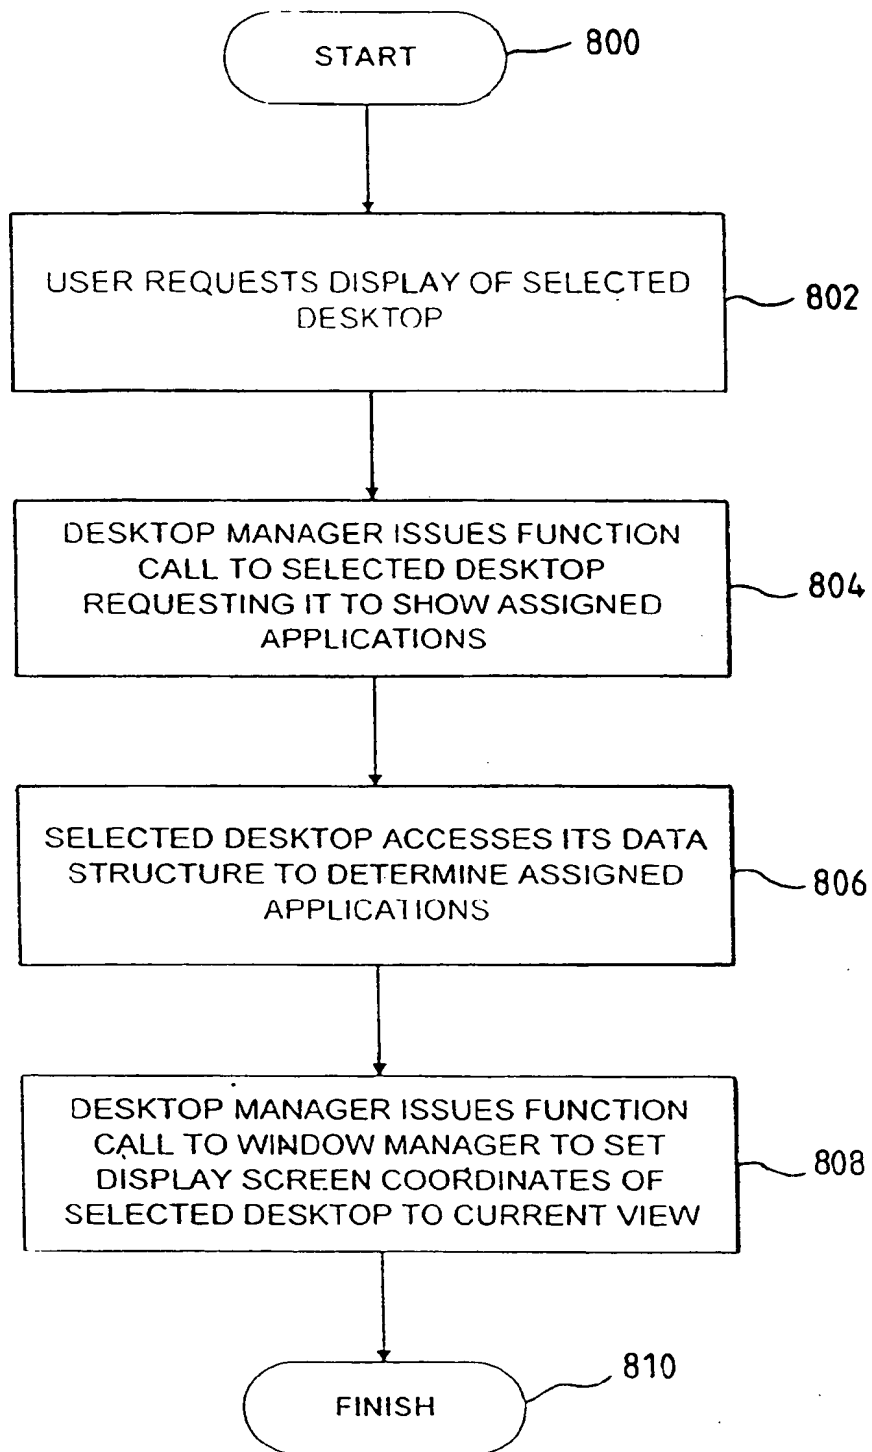 START
800
USER REQUESTS DISPLAY OF SELECTED
DESKTOP
802
DESKTOP MANAGER ISSUES FUNCTION
CALL TO SELECTED DESKTOP
REQUESTING IT TO SHOW ASSIGNED
APPLICATIONS
804
SELECTED DESKTOP ACCESSES ITS DATA
STRUCTURE TO DETERMINE ASSIGNED
APPLICATIONS
806
DESKTOP MANAGER ISSUES FUNCTION
CALL TO WINDOW MANAGER TO SET
DISPLAY SCREEN COORDINATES OF
SELECTED DESKTOP TO CURRENT VIEW
808
FINISH
810